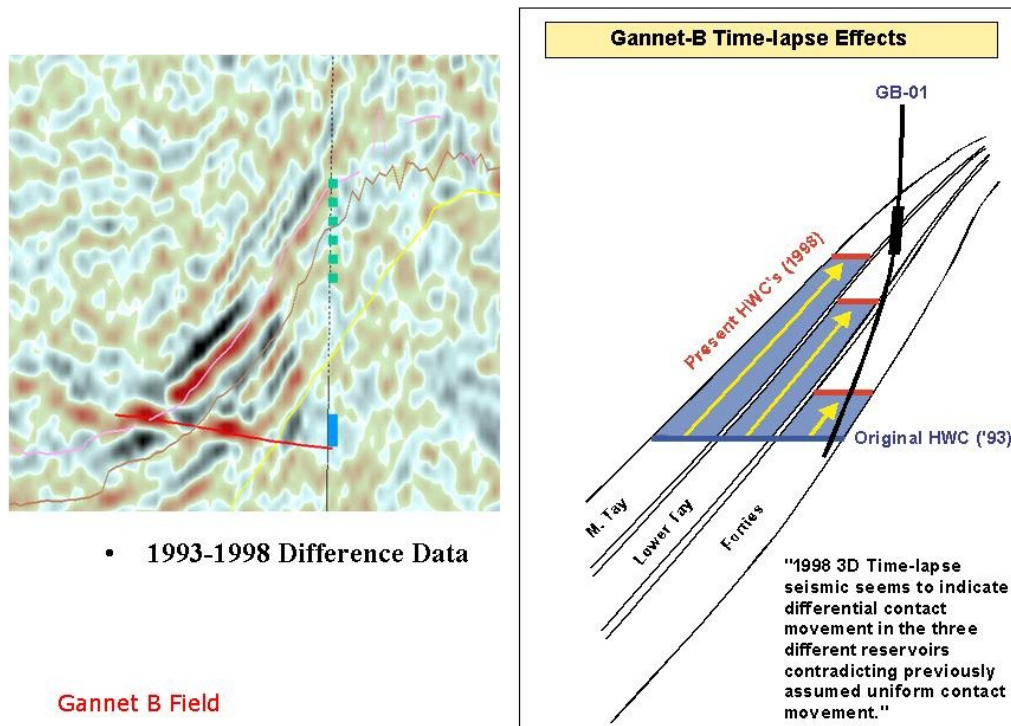 • 1993-1998 Difference Data
Gannet B Field
Gannet-B Time-lapse Effects
GB-01
Present HWC's (1998)
Original HWC ('93)
M. Tay
Lower Tay
Forties
"1998 3D Time-lapse
seismic seems to indicate
differential contact
movement in the three
different reservoirs
contradicting previously
assumed uniform contact
movement."